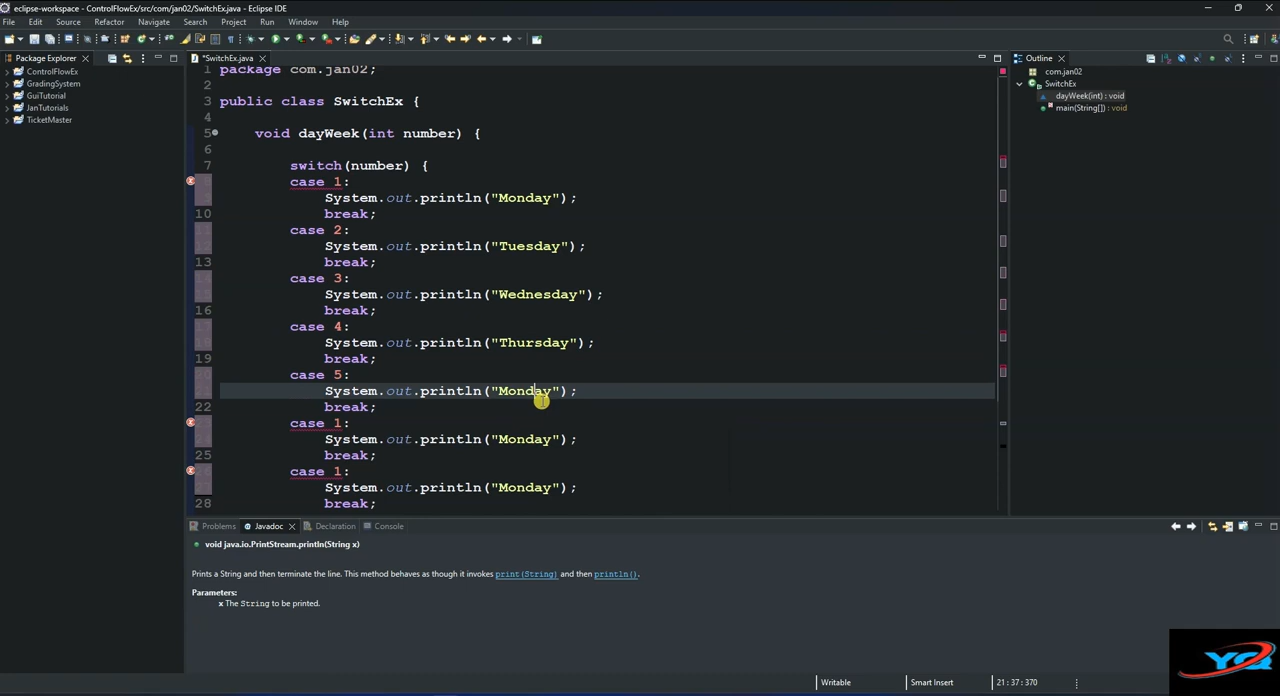 eclipse-workspace - ControlFlowEx/src/com/jan02/SwitchEx.java - Eclipse IDE
File Edit Source Refactor Navigate Search Project Run Window Help
Package Explorer
ControlFlowEx
GradingSystem
GuiTutorial
JanTutorials
TicketMaster
*SwitchEx.java
1 package com.jan02;
2
3 public class SwitchEx {
4
5 void dayWeek(int number) {
6
7 switch(number) {
case 1:
System.out.println("Monday");
10 break;
11 case 2:
12 System.out.println("Tuesday");
13 break;
14 case 3:
15 System.out.println("Wednesday");
16 break;
17 case 4:
18 System.out.println("Thursday");
19 break;
20 case 5:
21 System.out.println("Monday");
22 break;
case 1:
24 System.out.println("Monday");
25 break;
26 case 1:
27 System.out.println("Monday");
28 break;
Outline
com.jan02
SwitchEx
dayWeek(int) : void
main(String[]) : void
Problems Javadoc Declaration Console
void java.io.PrintStream.println(String x)
Prints a String and then terminate the line. This method behaves as though it invokes print(String) and then println().
Parameters:
x The String to be printed.
Writable Smart Insert 21 : 37 : 370
YQ